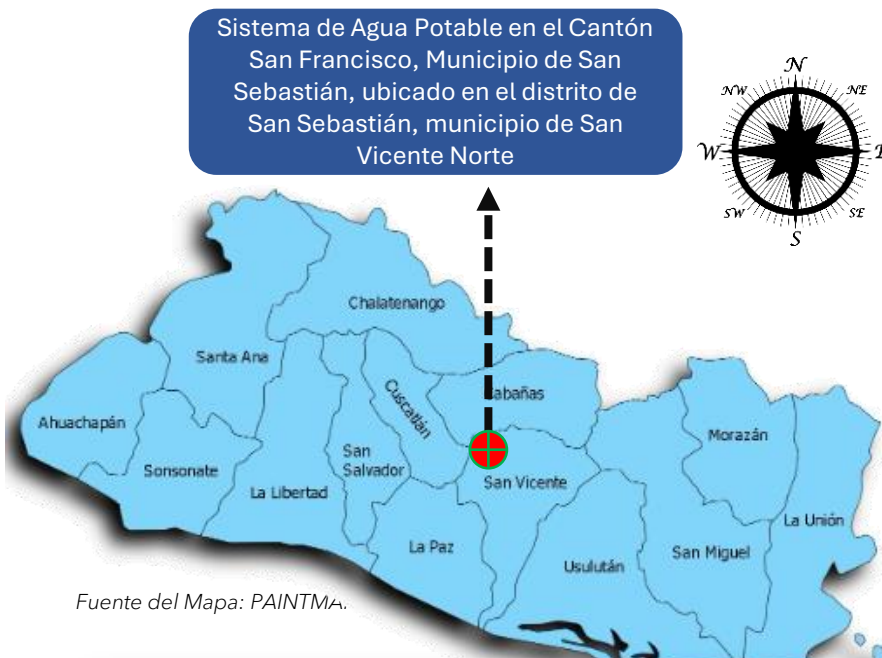 Sistema de Agua Potable en el Cantón
San Francisco, Municipio de San
Sebastián, ubicado en el distrito de
San Sebastián, municipio de San
Vicente Norte
N
NW
NE
W
E
SW
SE
S
Chalatenango
Santa Ana
Cuscatlán
Cabañas
Ahuachapán
Morazán
Sonsonate
San
Salvador
La Libertad
San Vicente
La Unión
La Paz
San Miguel
Usulután
Fuente del Mapa: